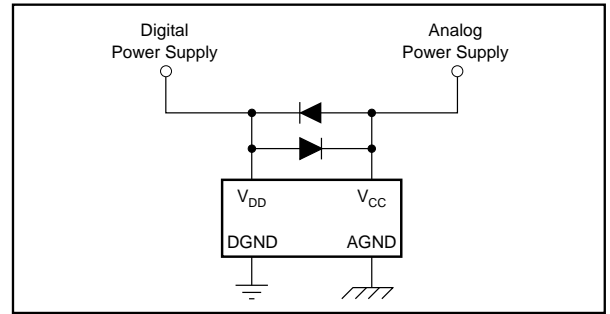 Digital
Power Supply
Analog
Power Supply
V_DD
V_CC
DGND
AGND